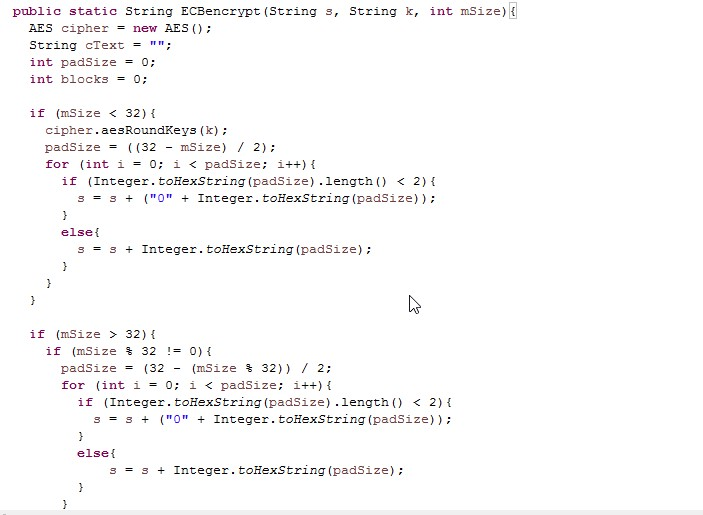 public static String ECBencrypt(String s, String k, int mSize){
  AES cipher = new AES();
  String cText = "";
  int padSize = 0;
  int blocks = 0;

  if (mSize < 32){
    cipher.aesRoundKeys(k);
    padSize = ((32 - mSize) / 2);
    for (int i = 0; i < padSize; i++){
      if (Integer.toHexString(padSize).length() < 2){
        s = s + ("0" + Integer.toHexString(padSize));
      }
      else{
        s = s + Integer.toHexString(padSize);
      }
    }
  }

  if (mSize > 32){
    if (mSize % 32 != 0){
      padSize = (32 - (mSize % 32)) / 2;
      for (int i = 0; i < padSize; i++){
        if (Integer.toHexString(padSize).length() < 2){
          s = s + ("0" + Integer.toHexString(padSize));
        }
        else{
            s = s + Integer.toHexString(padSize);
        }
      }